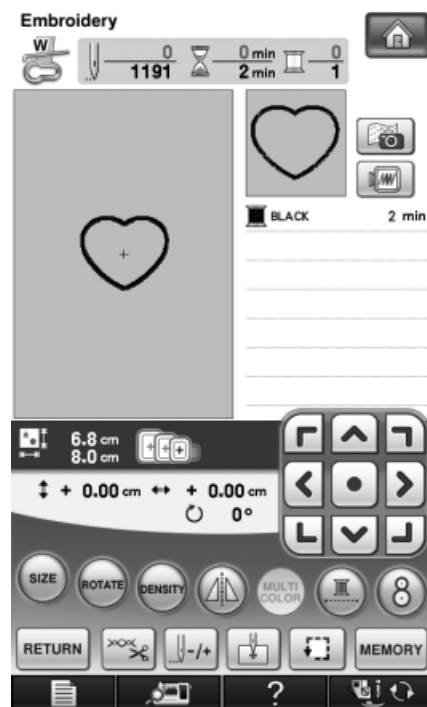 Embroidery
W
0 0 min 0
1191 2 min 1
BLACK 2 min
6.8 cm
8.0 cm
+ 0.00 cm + 0.00 cm
0°
SIZE ROTATE DENSITY MULTI COLOR 8
RETURN -/+ MEMORY
?